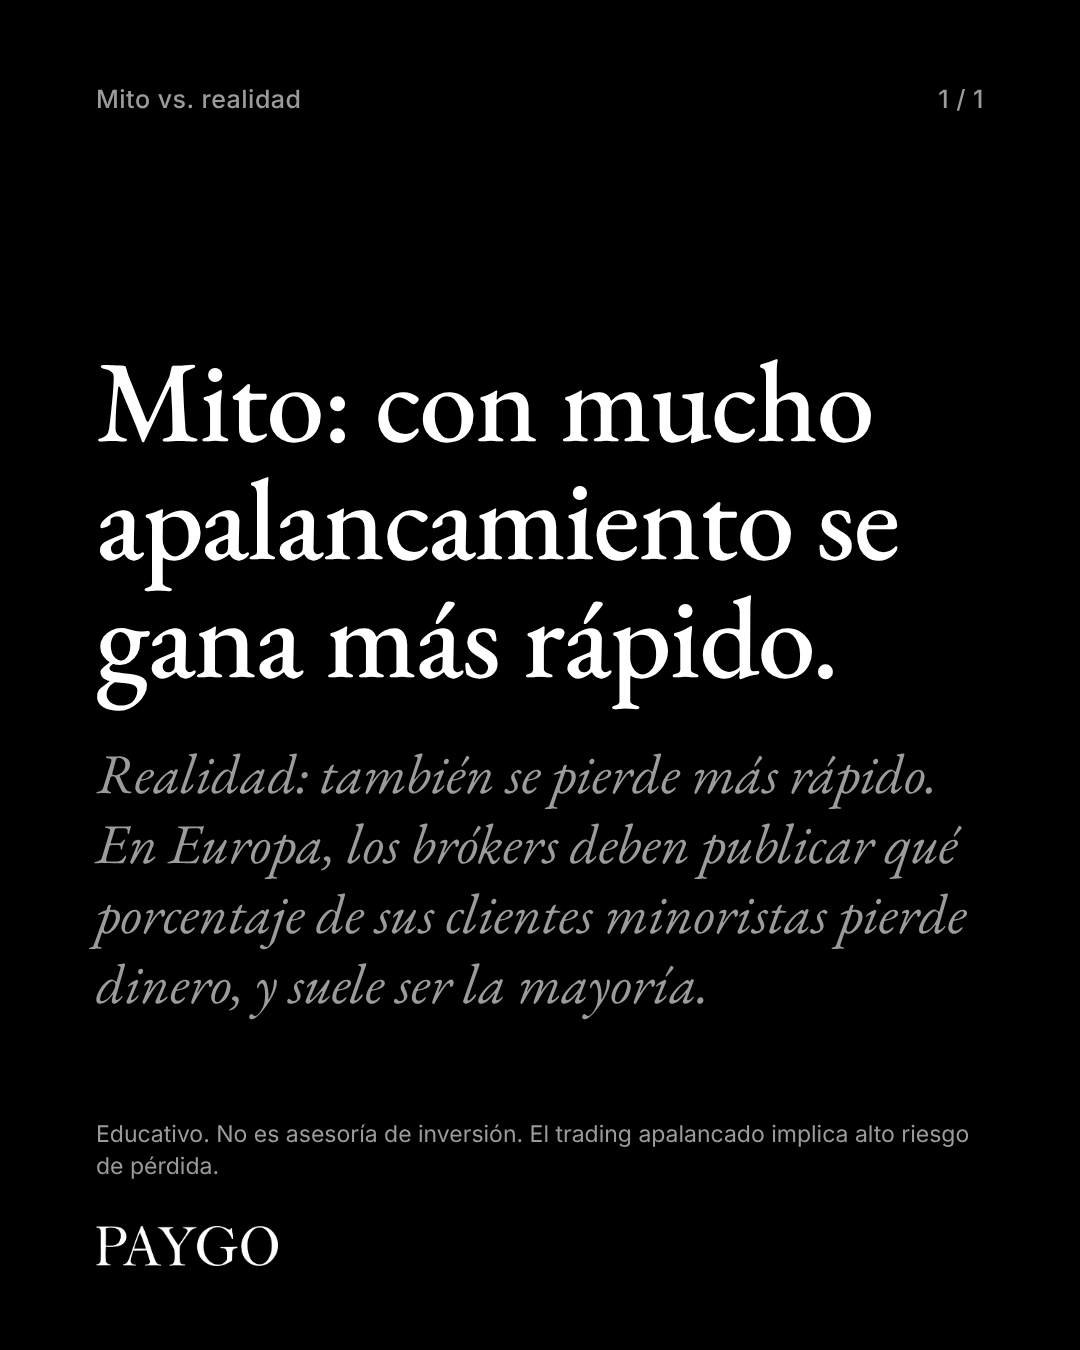 Mito vs. realidad
1 / 1
Mito: con mucho
apalancamiento se
gana más rápido.
Realidad: también se pierde más rápido.
En Europa, los brókers deben publicar qué
porcentaje de sus clientes minoristas pierde
dinero, y suele ser la mayoría.
Educativo. No es asesoría de inversión. El trading apalancado implica alto riesgo
de pérdida.
PAYGO